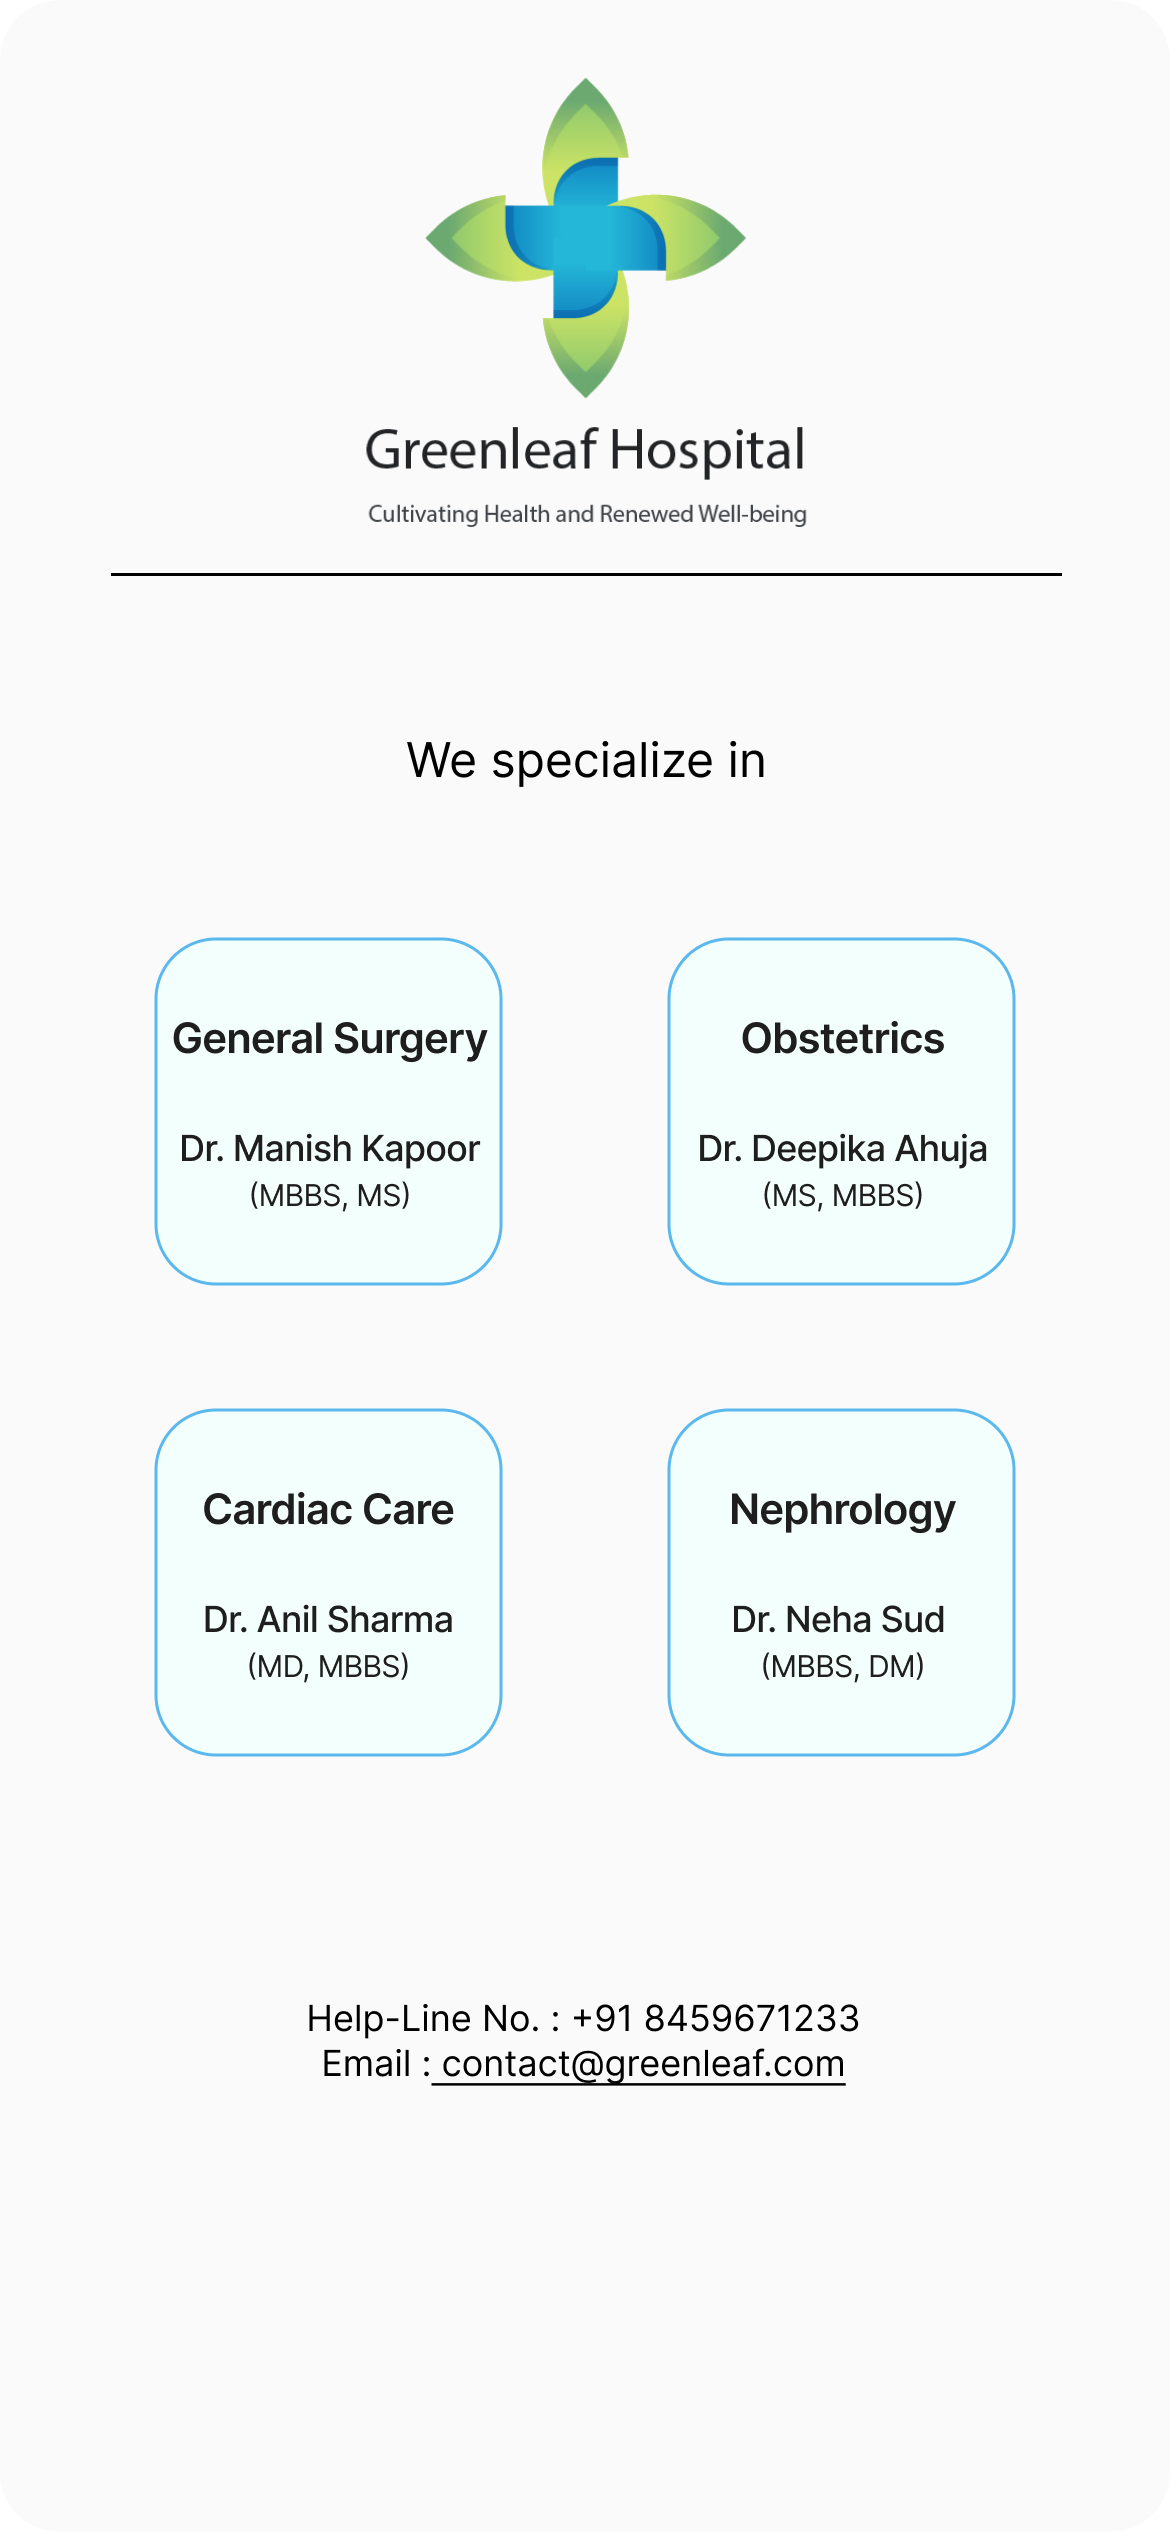 Greenleaf Hospital
Cultivating Health and Renewed Well-being
We specialize in
General Surgery
Dr. Manish Kapoor
(MBBS, MS)
Obstetrics
Dr. Deepika Ahuja
(MS, MBBS)
Cardiac Care
Dr. Anil Sharma
(MD, MBBS)
Nephrology
Dr. Neha Sud
(MBBS, DM)
Help-Line No. : +91 8459671233
Email : contact@greenleaf.com